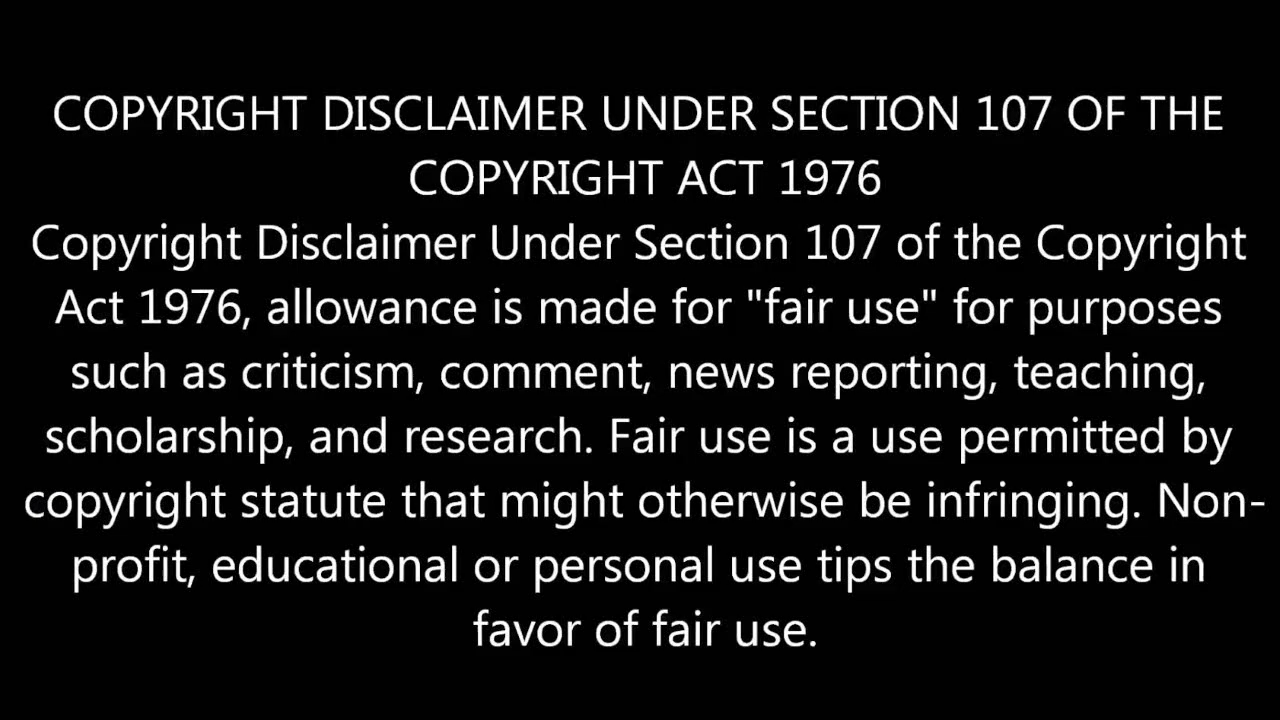 COPYRIGHT DISCLAIMER UNDER SECTION 107 OF THE
COPYRIGHT ACT 1976
Copyright Disclaimer Under Section 107 of the Copyright
Act 1976, allowance is made for "fair use" for purposes
such as criticism, comment, news reporting, teaching,
scholarship, and research. Fair use is a use permitted by
copyright statute that might otherwise be infringing. Non-
profit, educational or personal use tips the balance in
favor of fair use.